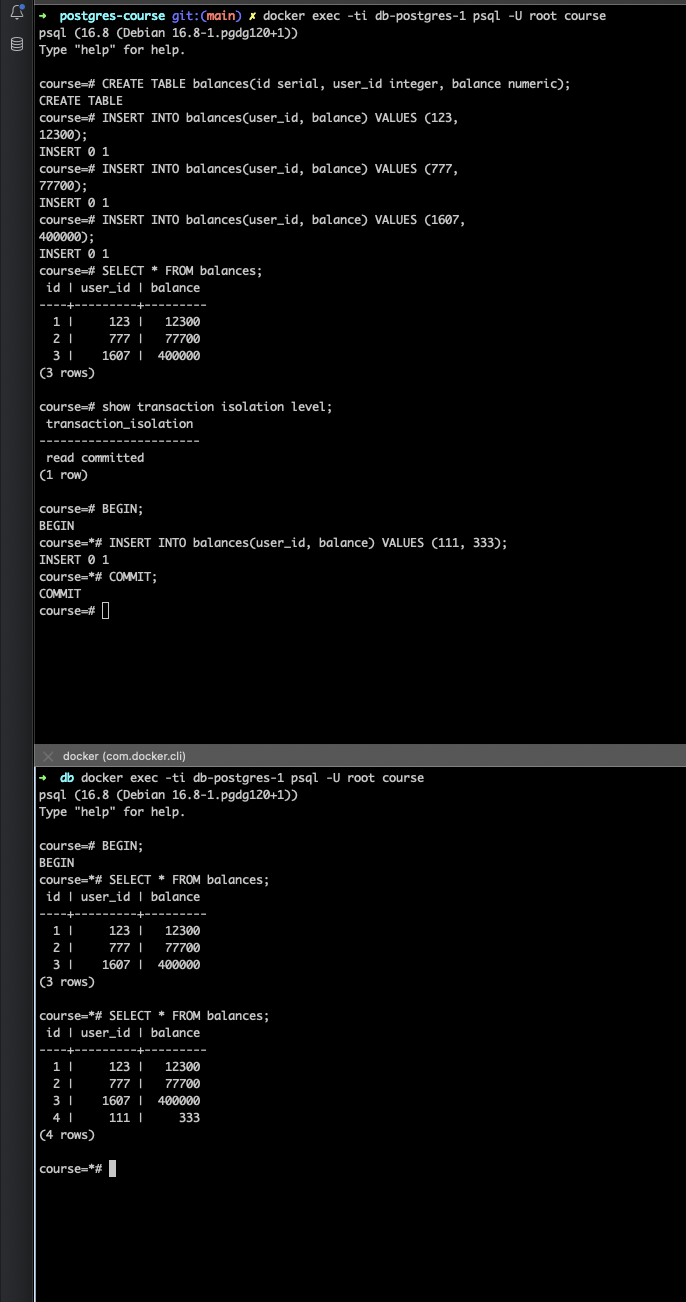 ➜  postgres-course git:(main) ✗ docker exec -ti db-postgres-1 psql -U root course
psql (16.8 (Debian 16.8-1.pgdg120+1))
Type "help" for help.

course=# CREATE TABLE balances(id serial, user_id integer, balance numeric);
CREATE TABLE
course=# INSERT INTO balances(user_id, balance) VALUES (123,
12300);
INSERT 0 1
course=# INSERT INTO balances(user_id, balance) VALUES (777,
77700);
INSERT 0 1
course=# INSERT INTO balances(user_id, balance) VALUES (1607,
400000);
INSERT 0 1
course=# SELECT * FROM balances;
 id | user_id | balance
----+---------+---------
  1 |     123 |   12300
  2 |     777 |   77700
  3 |    1607 |  400000
(3 rows)

course=# show transaction isolation level;
 transaction_isolation
-----------------------
 read committed
(1 row)

course=# BEGIN;
BEGIN
course=*# INSERT INTO balances(user_id, balance) VALUES (111, 333);
INSERT 0 1
course=*# COMMIT;
COMMIT
course=#
docker (com.docker.cli)
➜  db docker exec -ti db-postgres-1 psql -U root course
psql (16.8 (Debian 16.8-1.pgdg120+1))
Type "help" for help.

course=# BEGIN;
BEGIN
course=*# SELECT * FROM balances;
 id | user_id | balance
----+---------+---------
  1 |     123 |   12300
  2 |     777 |   77700
  3 |    1607 |  400000
(3 rows)

course=*# SELECT * FROM balances;
 id | user_id | balance
----+---------+---------
  1 |     123 |   12300
  2 |     777 |   77700
  3 |    1607 |  400000
  4 |     111 |     333
(4 rows)

course=*#